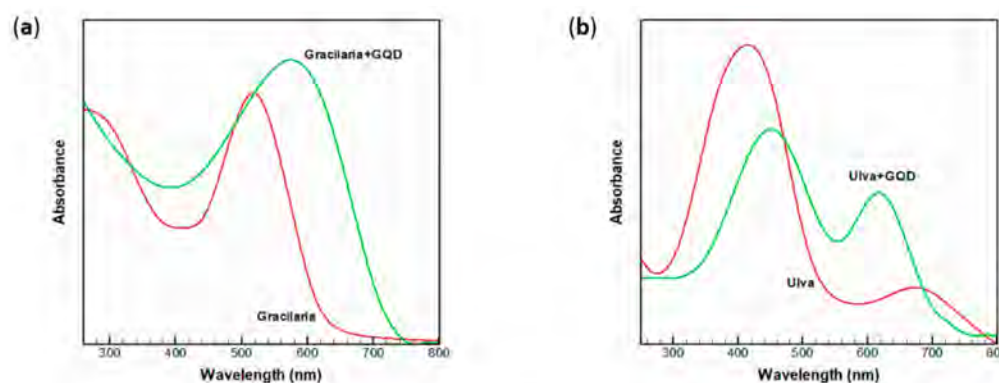 (a)
Gracilaria+GQD
Gracilaria
Absorbance
300 400 500 600 700 800
Wavelength (nm)
(b)
Ulva+GQD
Ulva
Absorbance
300 400 500 600 700 800
Wavelength (nm)